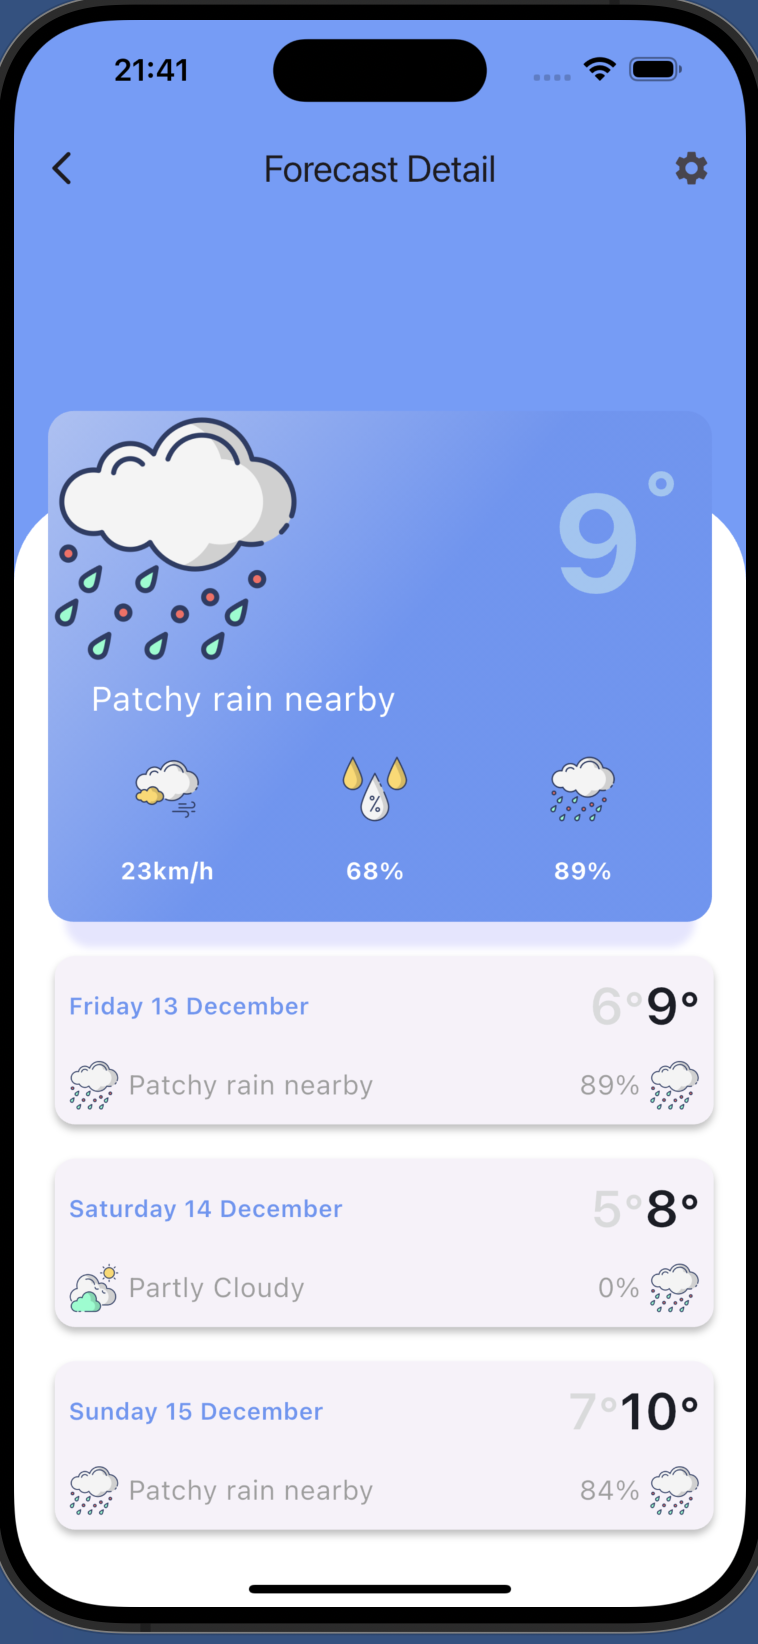 21:41
Forecast Detail
9°
Patchy rain nearby
%
23km/h 68% 89%
Friday 13 December 6°9°
Patchy rain nearby 89%
Saturday 14 December 5°8°
Partly Cloudy 0%
Sunday 15 December 7°10°
Patchy rain nearby 84%